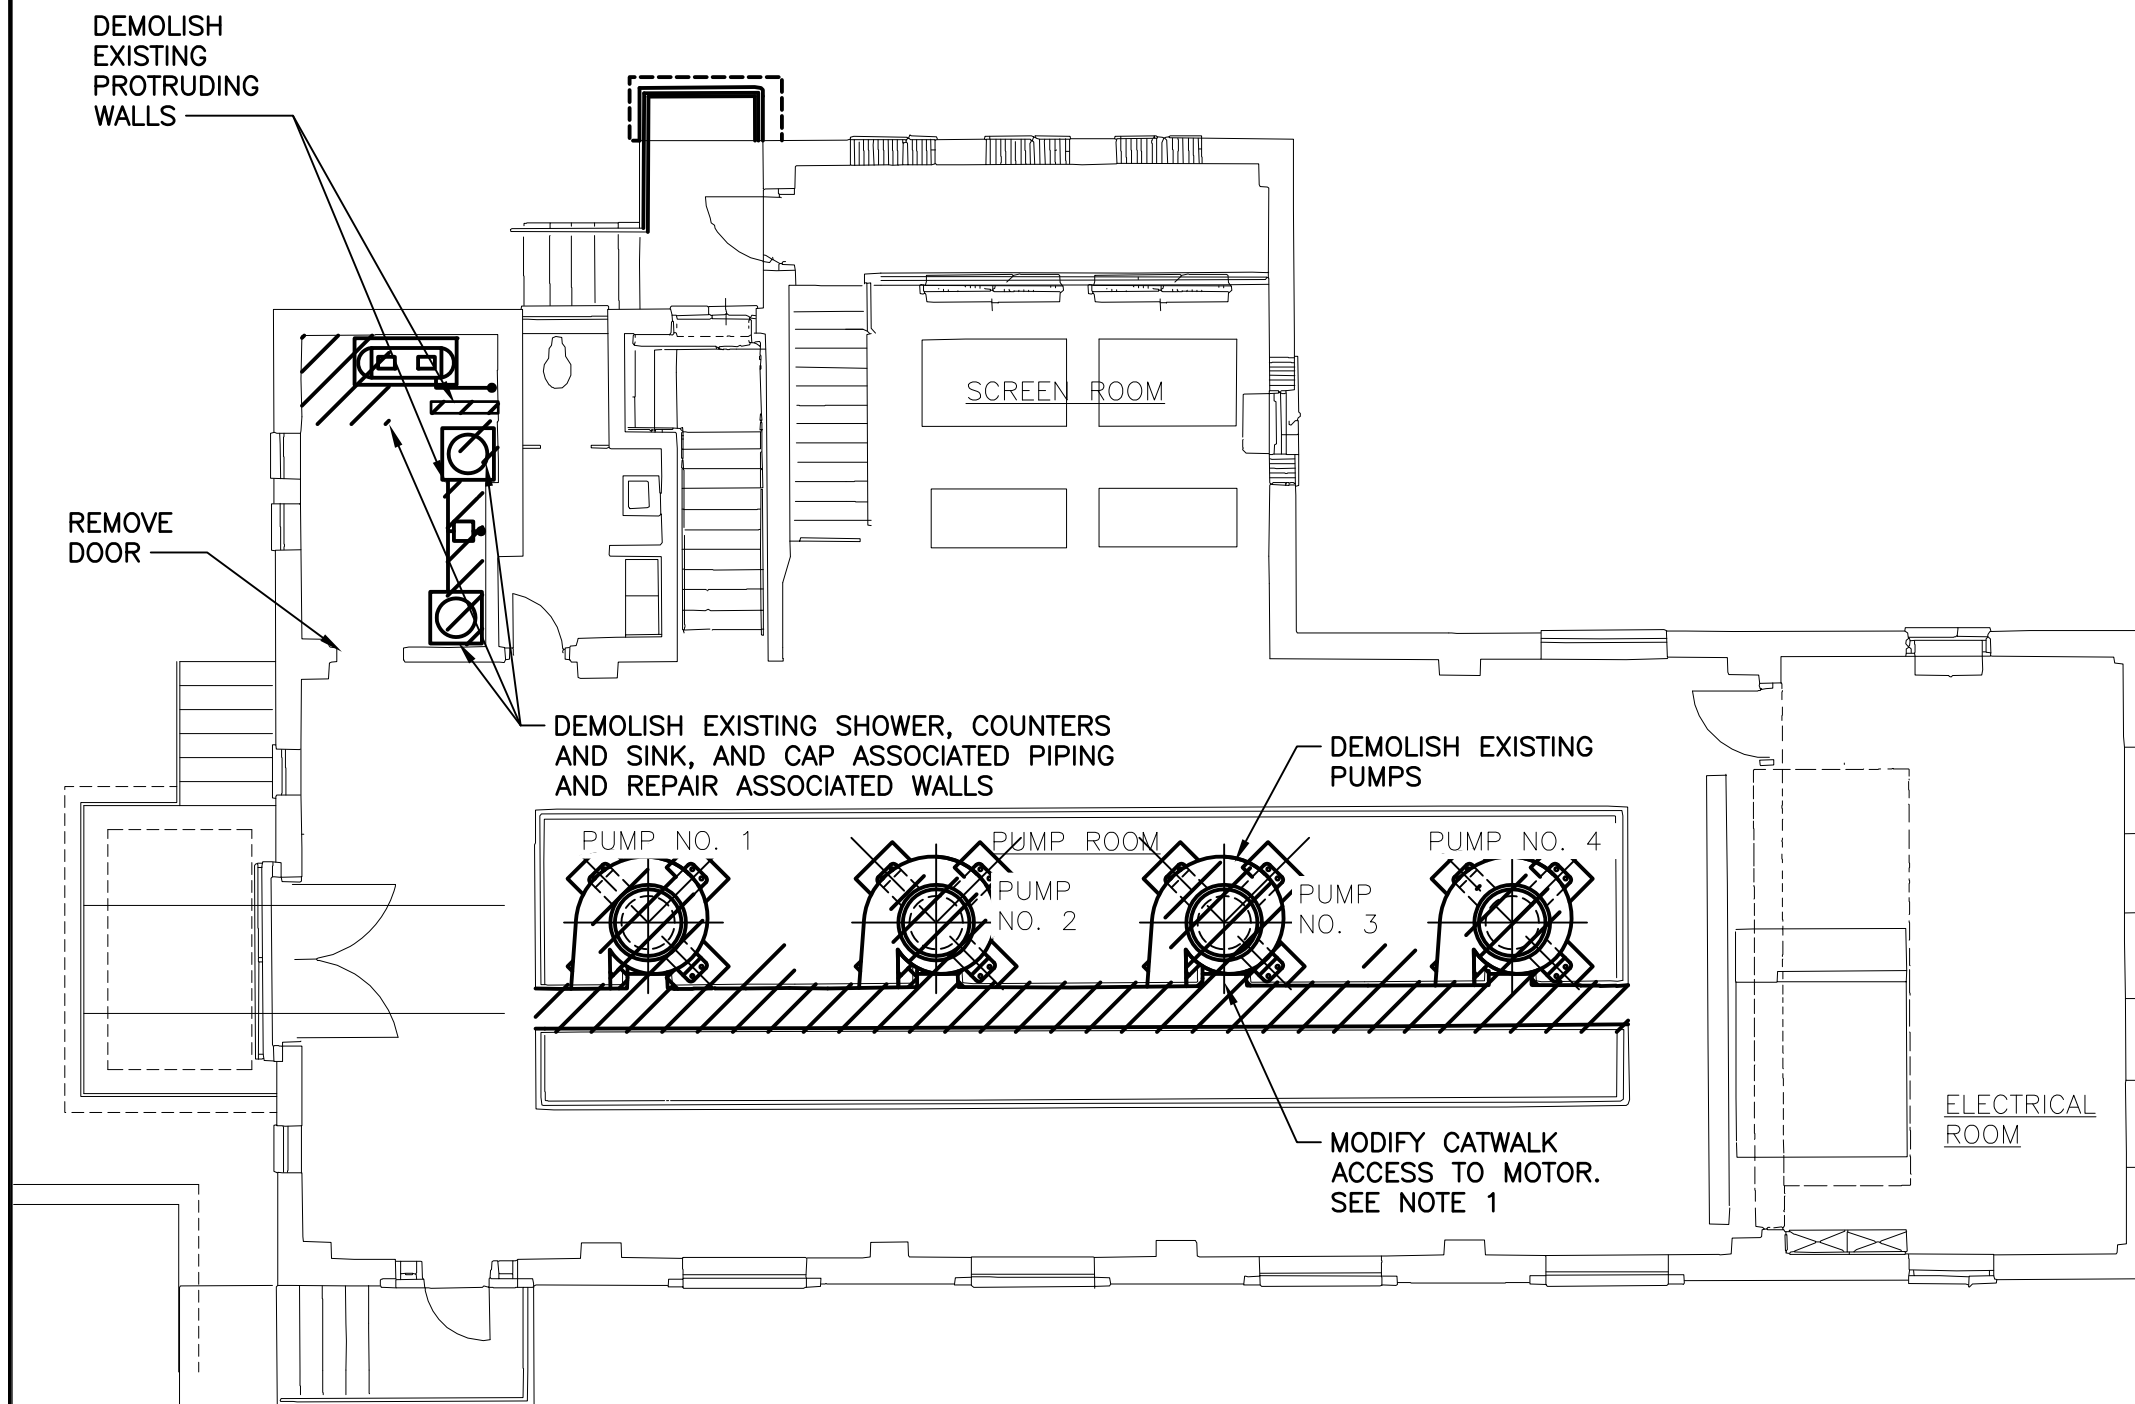 DEMOLISH
EXISTING
PROTRUDING
WALLS
SCREEN ROOM
REMOVE
DOOR
DEMOLISH EXISTING SHOWER, COUNTERS
AND SINK, AND CAP ASSOCIATED PIPING
AND REPAIR ASSOCIATED WALLS
DEMOLISH EXISTING
PUMPS
PUMP NO. 1
PUMP ROOM
PUMP NO. 4
PUMP
NO. 2
PUMP
NO. 3
ELECTRICAL
ROOM
MODIFY CATWALK
ACCESS TO MOTOR.
SEE NOTE 1